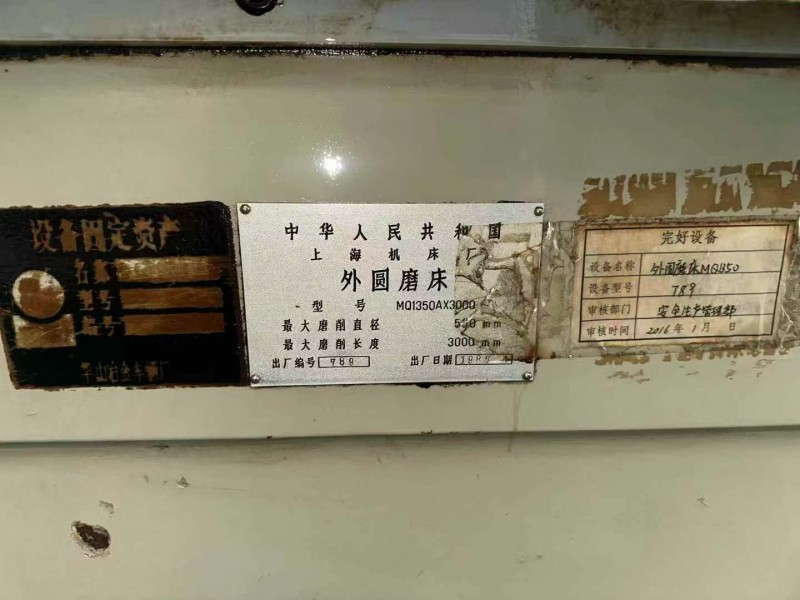 设备固定资产
名称
型号
中华人民共和国
上海机床厂
外圆磨床
型号 MQ1350AX3000
最大磨削直径 500 mm
最大磨削长度 3000 mm
出厂编号 789
出厂日期
完好设备
设备名称 外圆磨床MQ1350
设备型号 789
审核部门 安全生产管理部
审核时间 2016年1月 日